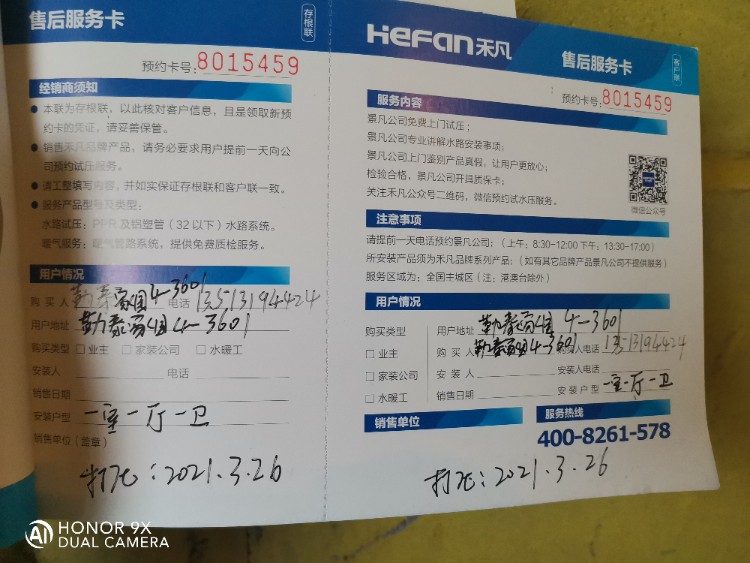 售后服务卡
存根联
预约卡号:8015459
经销商须知
● 本联为存根联,以此核对客户信息,且是领取新预
约卡的凭证,请妥善保管。
● 销售禾凡品牌产品,请务必要求用户提前一天向公
司预约试压服务。
● 请工整填写内容,并如实保证存根联和客户联一致。
● 服务产品型号及类型:
水路试压:PPR 及铝塑管(32以下)水路系统。
暖气服务:暖气管路系统,提供免费质检服务。
用户情况
购 买 人 勤泰 4-3601 电话 13513194424
用户地址 勤泰 4-3601
购买类型 □ 业主 □ 家装公司 □ 水暖工
安装人 电话
销售日期
安装户型 一室一厅一卫
销售单位(盖章)
打压:2021.3.26
HeFan 禾凡
售后服务卡
客户联
预约卡号:8015459
服务内容
景凡公司免费上门试压;
景凡公司专业讲解水路安装事项;
景凡公司上门鉴别产品真假,让用户更放心;
检验合格,景凡公司开具质保卡;
关注禾凡公众号二维码,微信预约试水压服务。
微信公众号
注意事项
请提前一天电话预约景凡公司:(上午:8:30-12:00 下午:13:30-17:00)
所安装产品须为禾凡品牌系列产品:(如有其它品牌产品景凡公司不提供服务)
服务区域为:全国主城区(注:港澳台除外)
用户情况
购买类型 用户地址 勤泰 4-3601
□ 业主 购 买 人 勤泰 4-3601 购买人电话 13513194424
□ 家装公司 安 装 人 安装人电话
□ 水暖工 销售日期 安 装 户 型 一室一厅一卫
销售单位
服务热线
400-8261-578
打压:2021.3.26
HONOR 9X
DUAL CAMERA